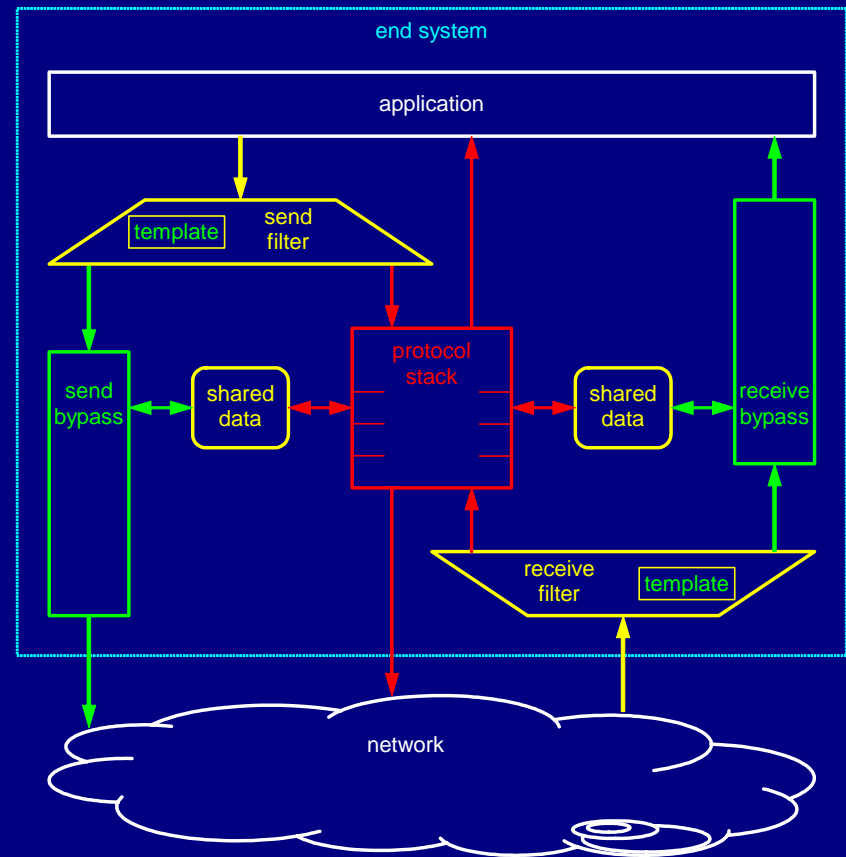 end system
application
template
send
filter
protocol
stack
send
bypass
shared
data
shared
data
receive
bypass
receive
filter
template
network